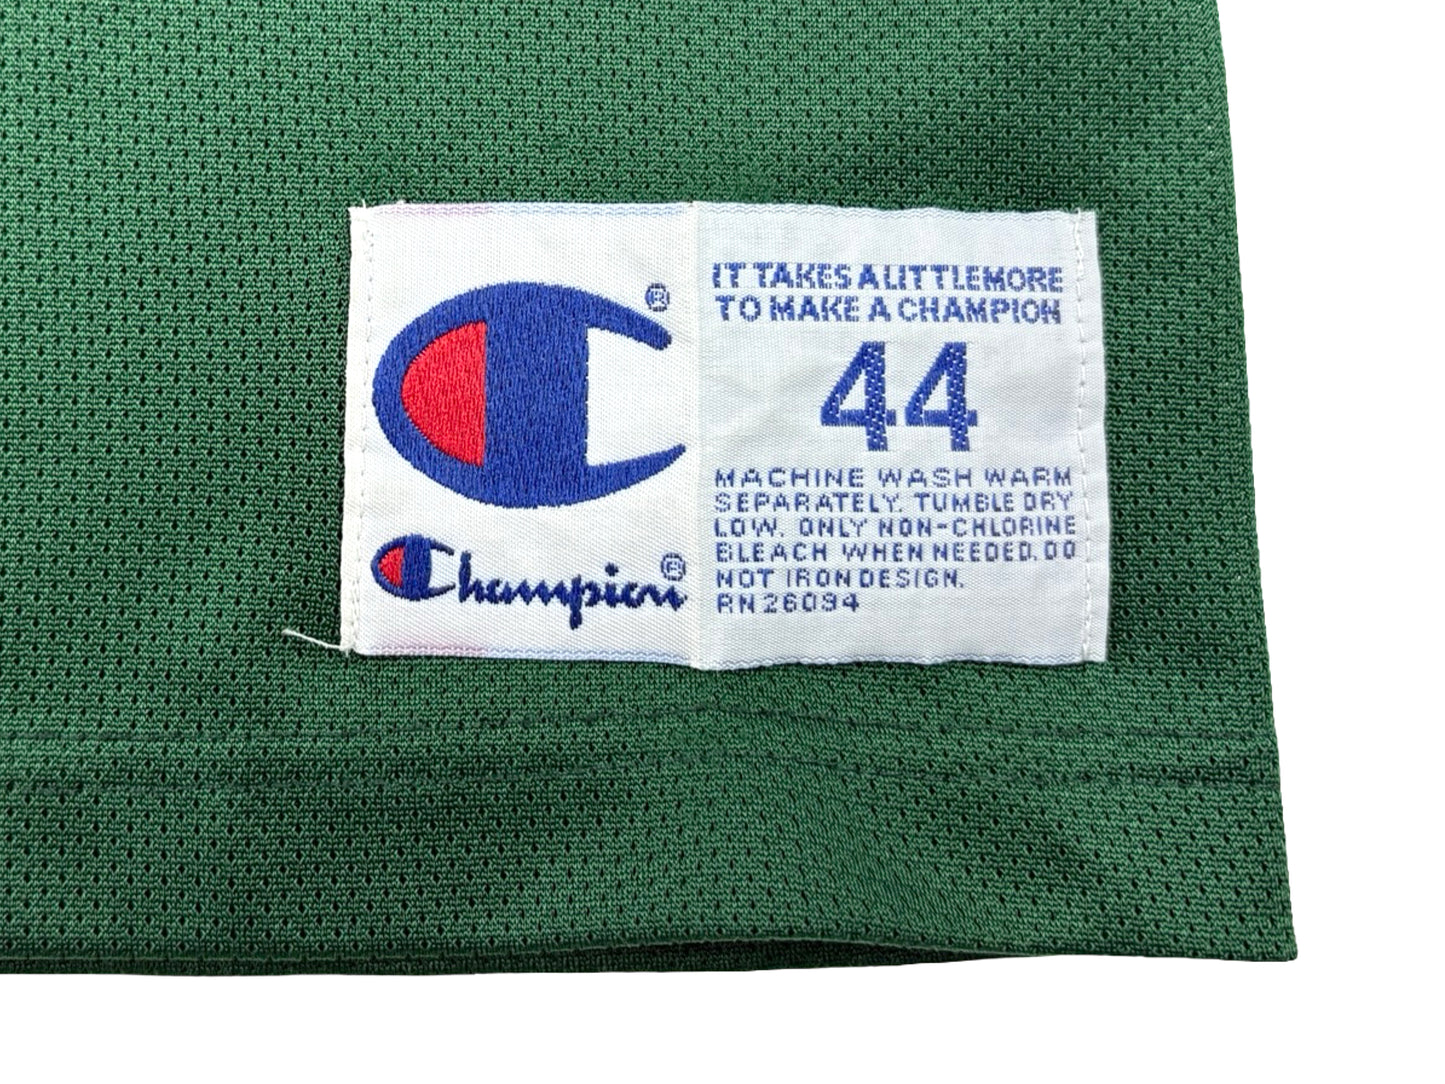 ®
Champion®
IT TAKES A LITTLE MORE
TO MAKE A CHAMPION
44
MACHINE WASH WARM
SEPARATELY. TUMBLE DRY
LOW. ONLY NON-CHLORINE
BLEACH WHEN NEEDED. DO
NOT IRON DESIGN.
RN 26094